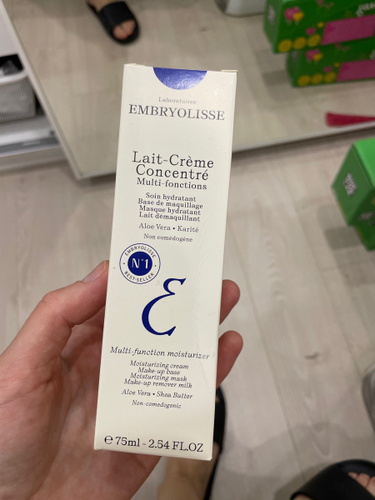 Laboratoires
EMBRYOLISSE
Lait-Crème
Concentré
Multi-fonctions
Soin hydratant
Base de maquillage
Masque hydratant
Lait démaquillant
Aloe Vera • Karité
Non comédogène
EMBRYOLISSE
N°1
BEST-SELLER
Multi-function moisturizer
Moisturizing cream
Make-up base
Moisturizing mask
Make-up remover milk
Aloe Vera • Shea Butter
Non-comedogenic
e 75ml - 2.54 FL.OZ